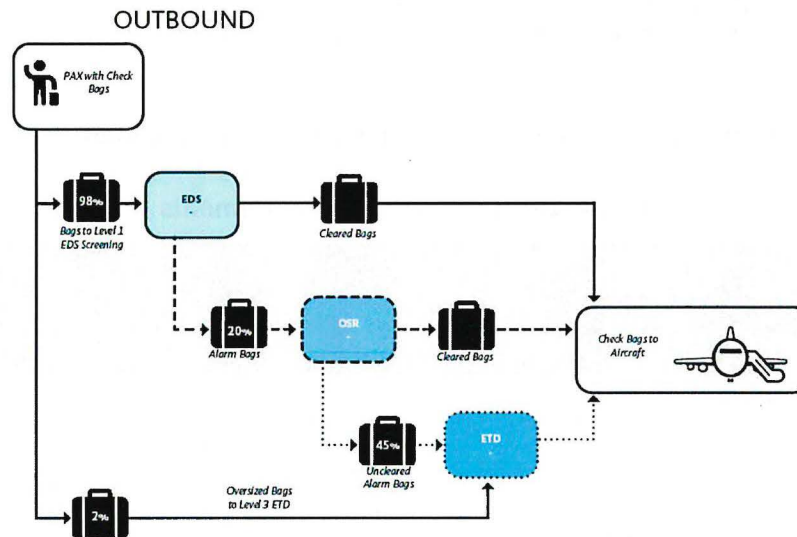 OUTBOUND
PAX with Check
Bags
98%
Bags to Level 1
EDS Screening
EDS
Cleared Bags
20%
Alarm Bags
OSR
Cleared Bags
Check Bags to
Aircraft
45%
Uncleared
Alarm Bags
ETD
Oversized Bags
to Level 3 ETD
2%